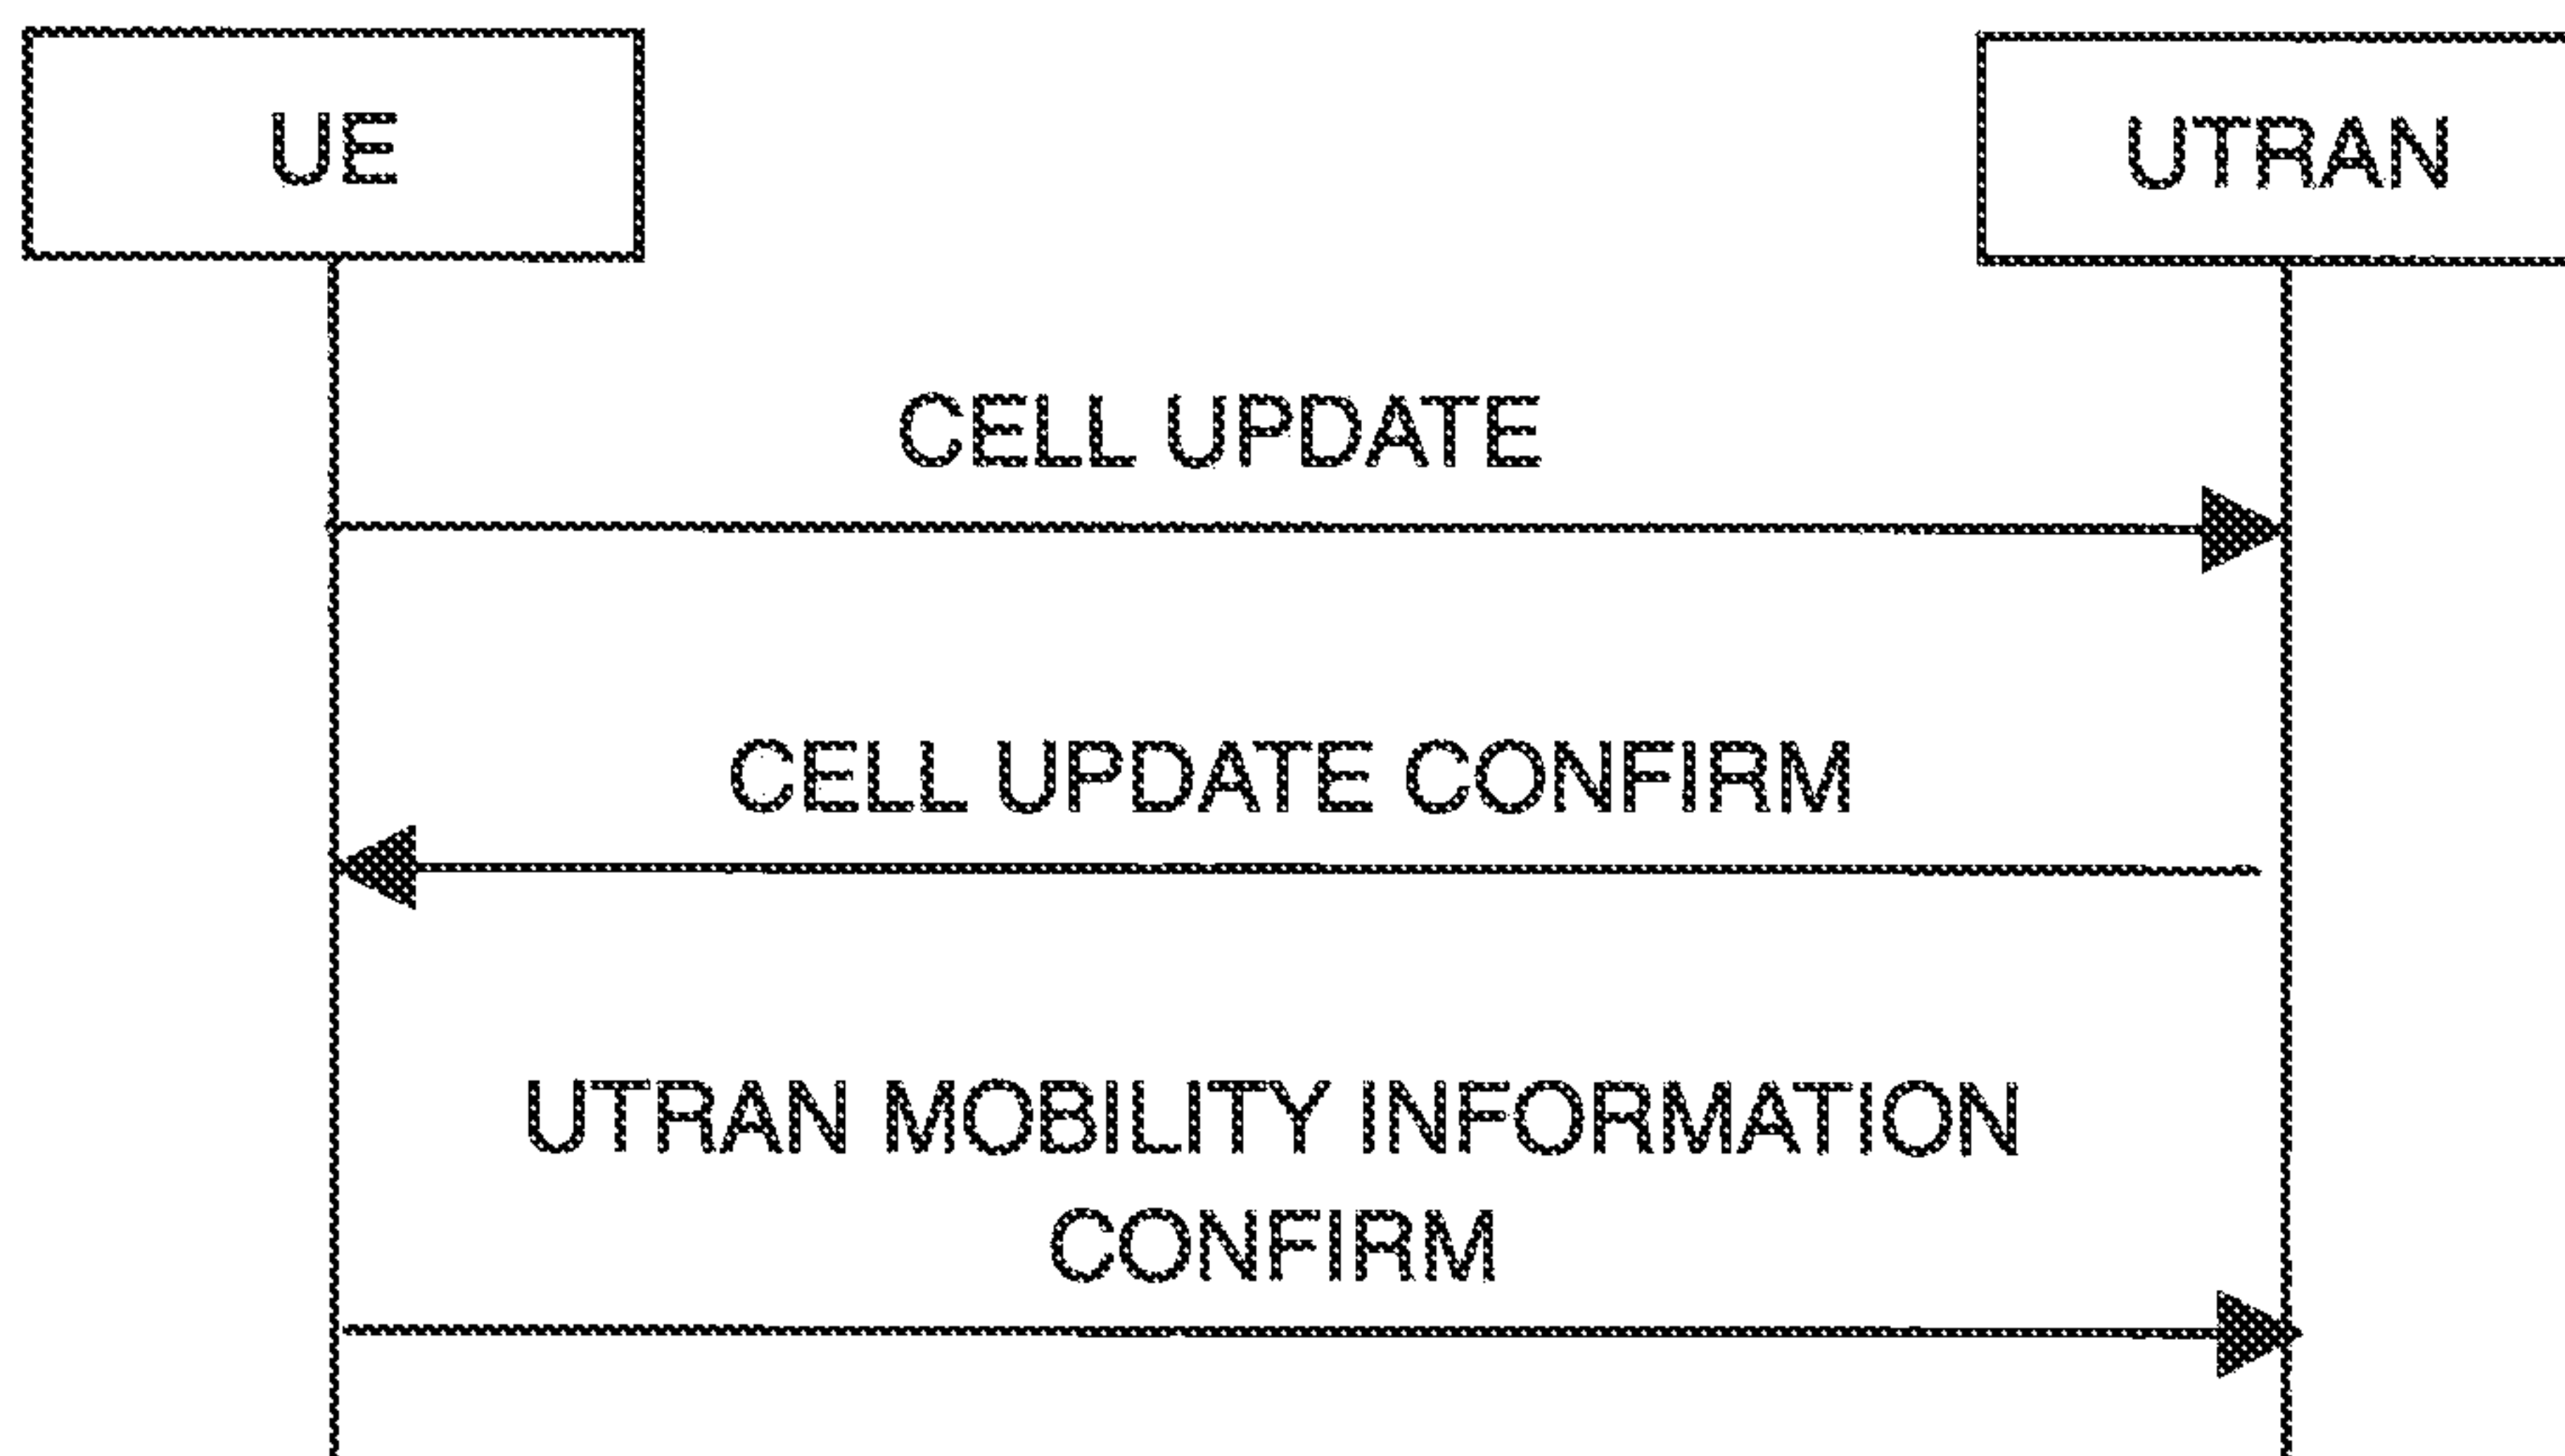 UE
UTRAN
CELL UPDATE
CELL UPDATE CONFIRM
UTRAN MOBILITY INFORMATION
CONFIRM